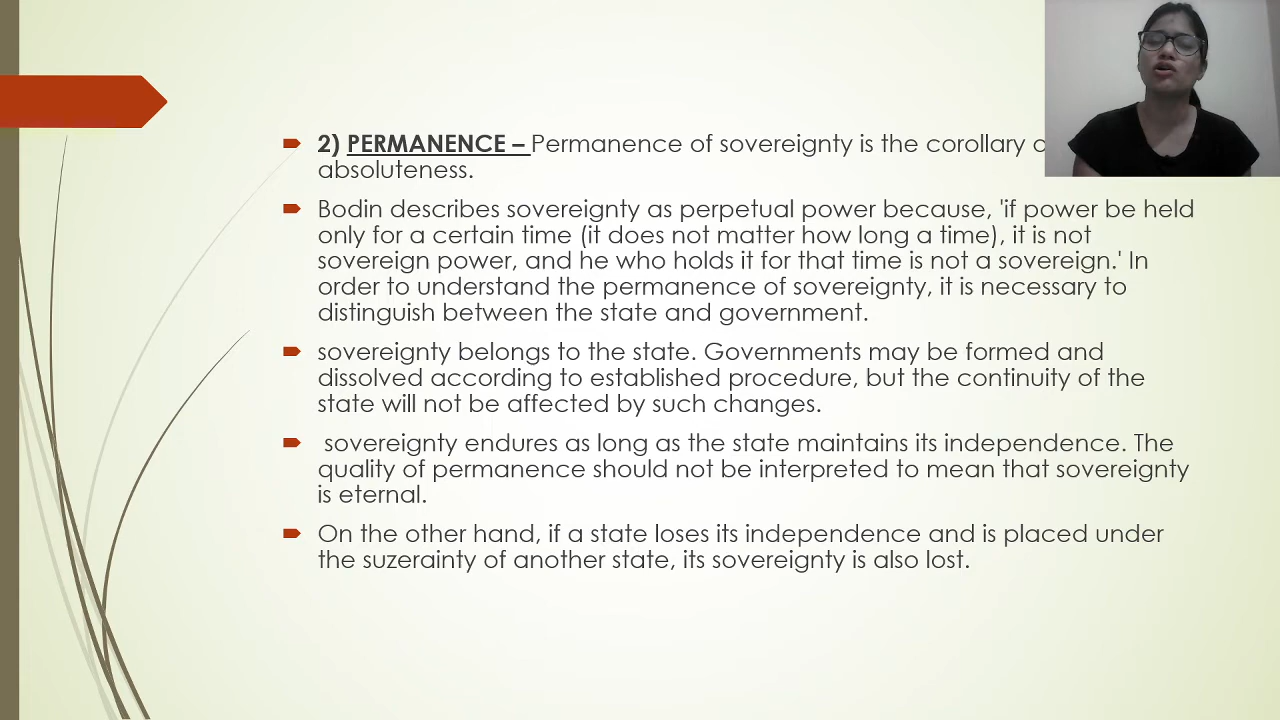 2) PERMANENCE – Permanence of sovereignty is the corollary
absoluteness.
Bodin describes sovereignty as perpetual power because, 'if power be held
only for a certain time (it does not matter how long a time), it is not
sovereign power, and he who holds it for that time is not a sovereign.' In
order to understand the permanence of sovereignty, it is necessary to
distinguish between the state and government.
sovereignty belongs to the state. Governments may be formed and
dissolved according to established procedure, but the continuity of the
state will not be affected by such changes.
sovereignty endures as long as the state maintains its independence. The
quality of permanence should not be interpreted to mean that sovereignty
is eternal.
On the other hand, if a state loses its independence and is placed under
the suzerainty of another state, its sovereignty is also lost.